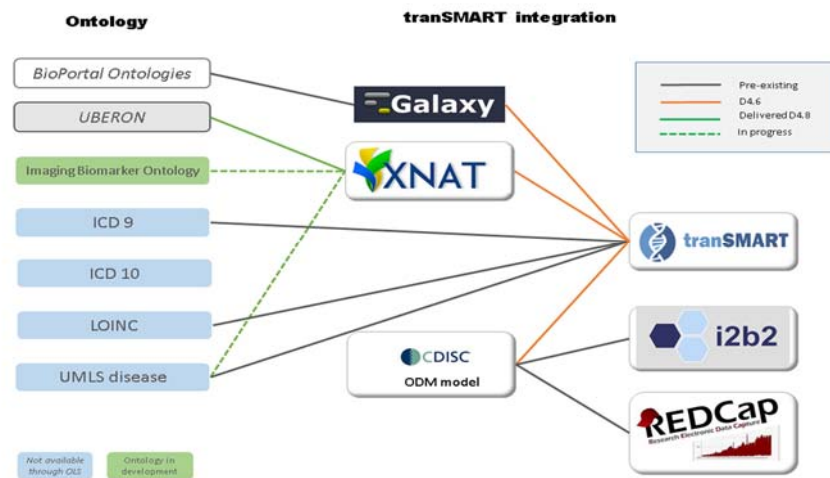 Ontology
tranSMART integration
BioPortal Ontologies
Galaxy
Pre-existing
D4.6
Delivered D4.8
In progress
UBERON
Imaging Biomarker Ontology
XNAT
ICD 9
tranSMART
ICD 10
LOINC
i2b2
CDISC
ODM model
UMLS disease
REDCap
Research Electronic Data Capture
Not available
through OLS
Ontology in
development